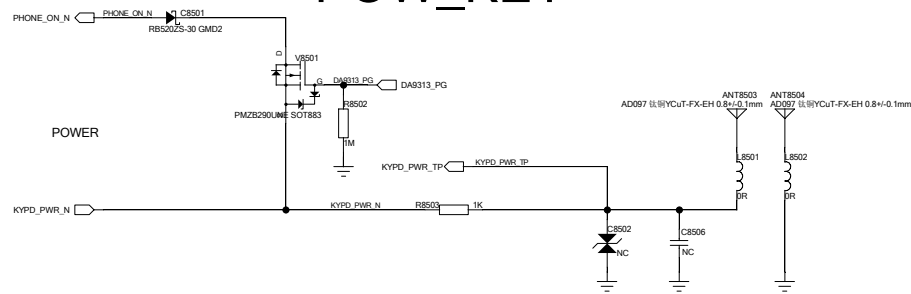 PHONE_ON_N
PHONE_ON_N
C8501
RB520ZS-30 GMD2
D
V8501
G
DA9313_PG
DA9313_PG
R8502
PMZB290UNE SOT883
1M
POWER
ANT8503
AD097 钛铜YCuT-FX-EH 0.8+/-0.1mm
ANT8504
AD097 钛铜YCuT-FX-EH 0.8+/-0.1mm
L8501
0R
L8502
0R
KYPD_PWR_TP
KYPD_PWR_TP
KYPD_PWR_N
KYPD_PWR_N
R8503
1K
C8502
NC
C8506
NC